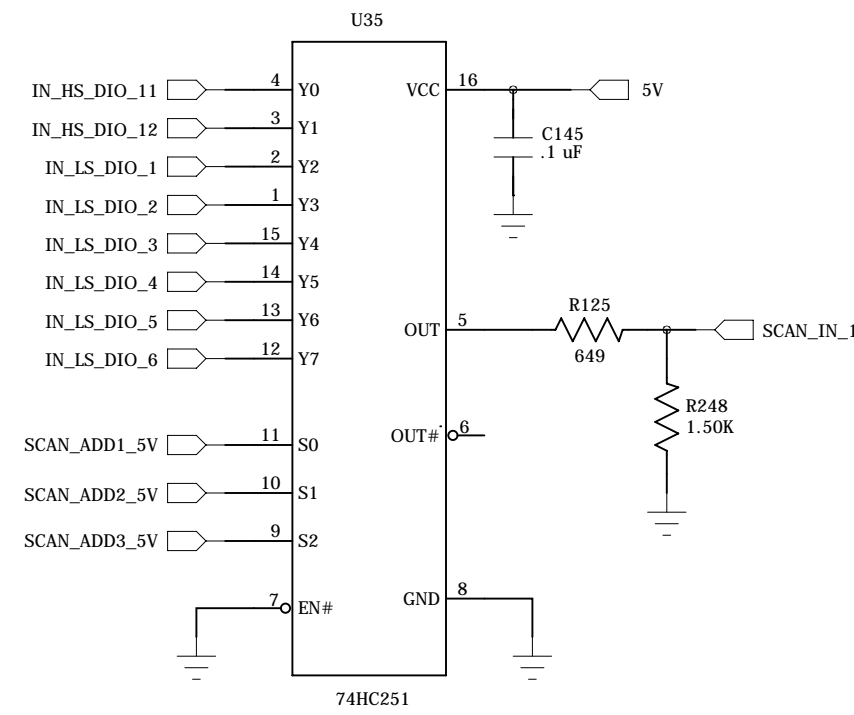 U35
IN_HS_DIO_11 4 Y0 VCC 16 5V
IN_HS_DIO_12 3 Y1
C145
.1 uF
IN_LS_DIO_1 2 Y2
IN_LS_DIO_2 1 Y3
IN_LS_DIO_3 15 Y4
IN_LS_DIO_4 14 Y5
R125
IN_LS_DIO_5 13 Y6 OUT 5 SCAN_IN_1
649
IN_LS_DIO_6 12 Y7
R248
1.50K
SCAN_ADD1_5V 11 S0 OUT# 6
SCAN_ADD2_5V 10 S1
SCAN_ADD3_5V 9 S2
7 EN# GND 8
74HC251